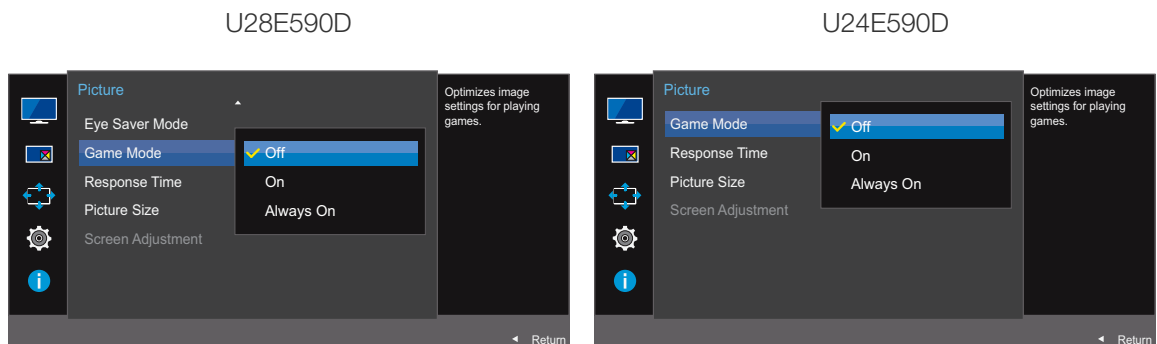 U28E590D
Picture
Eye Saver Mode
Game Mode
Response Time
Picture Size
Screen Adjustment
Off
On
Always On
Optimizes image
settings for playing
games.
Return
U24E590D
Picture
Game Mode
Response Time
Picture Size
Screen Adjustment
Off
On
Always On
Optimizes image
settings for playing
games.
Return